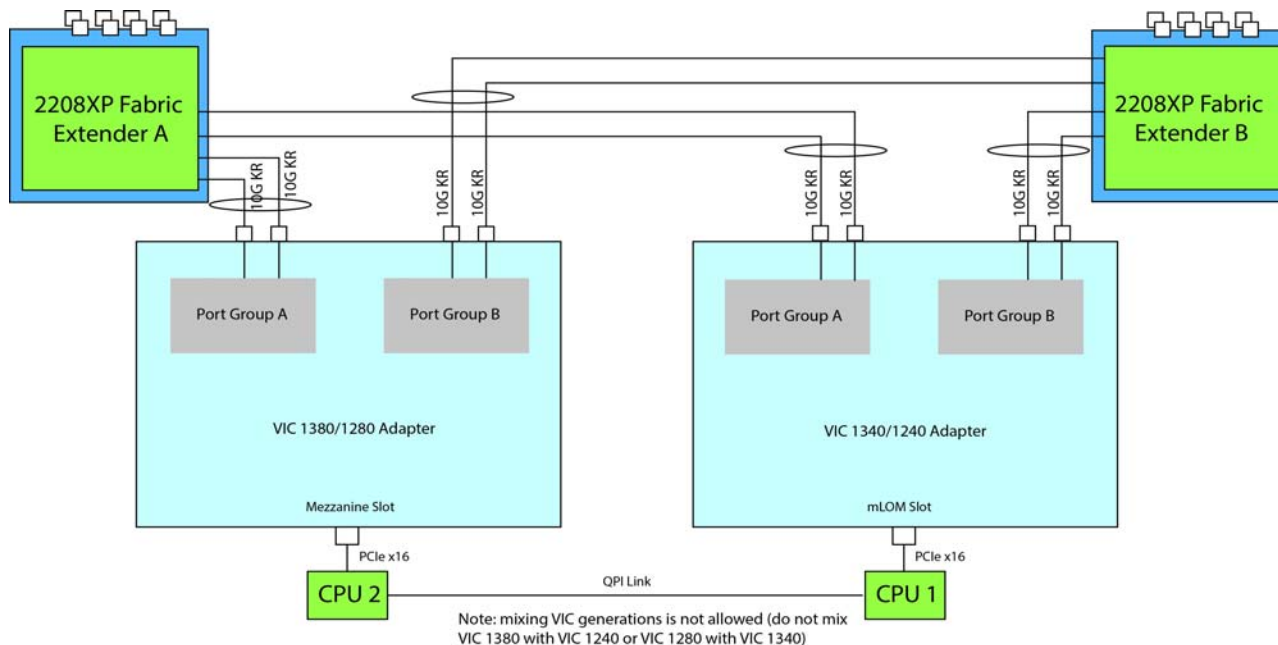 2208XP Fabric
Extender A
2208XP Fabric
Extender B
10G KR
10G KR
10G KR
10G KR
10G KR
10G KR
10G KR
10G KR
Port Group A
Port Group B
Port Group A
Port Group B
VIC 1380/1280 Adapter
VIC 1340/1240 Adapter
Mezzanine Slot
mLOM Slot
PCIe x16
PCIe x16
CPU 2
QPI Link
CPU 1
Note: mixing VIC generations is not allowed (do not mix
VIC 1380 with VIC 1240 or VIC 1280 with VIC 1340)